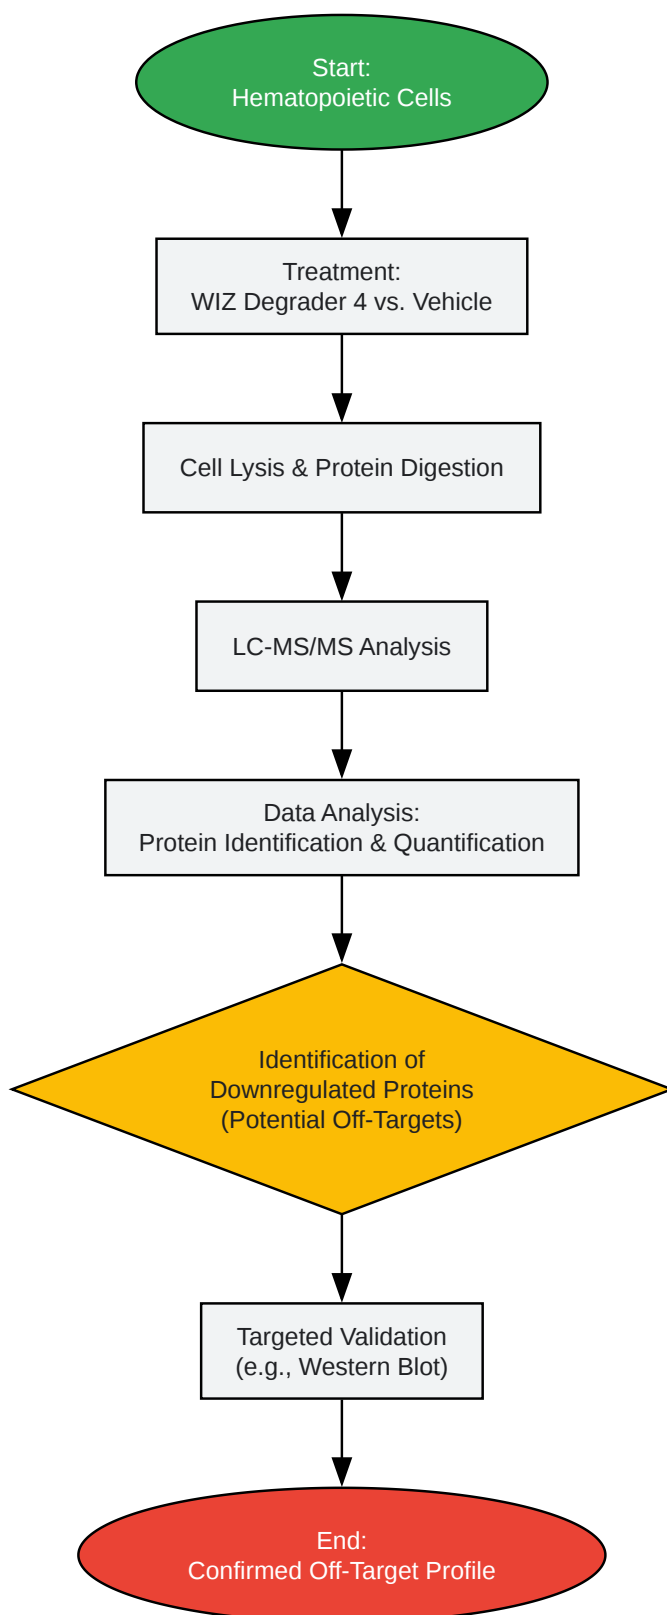 Start:
Hematopoietic Cells
Treatment:
WIZ Degrader 4 vs. Vehicle
Cell Lysis & Protein Digestion
LC-MS/MS Analysis
Data Analysis:
Protein Identification & Quantification
Identification of
Downregulated Proteins
(Potential Off-Targets)
Targeted Validation
(e.g., Western Blot)
End:
Confirmed Off-Target Profile